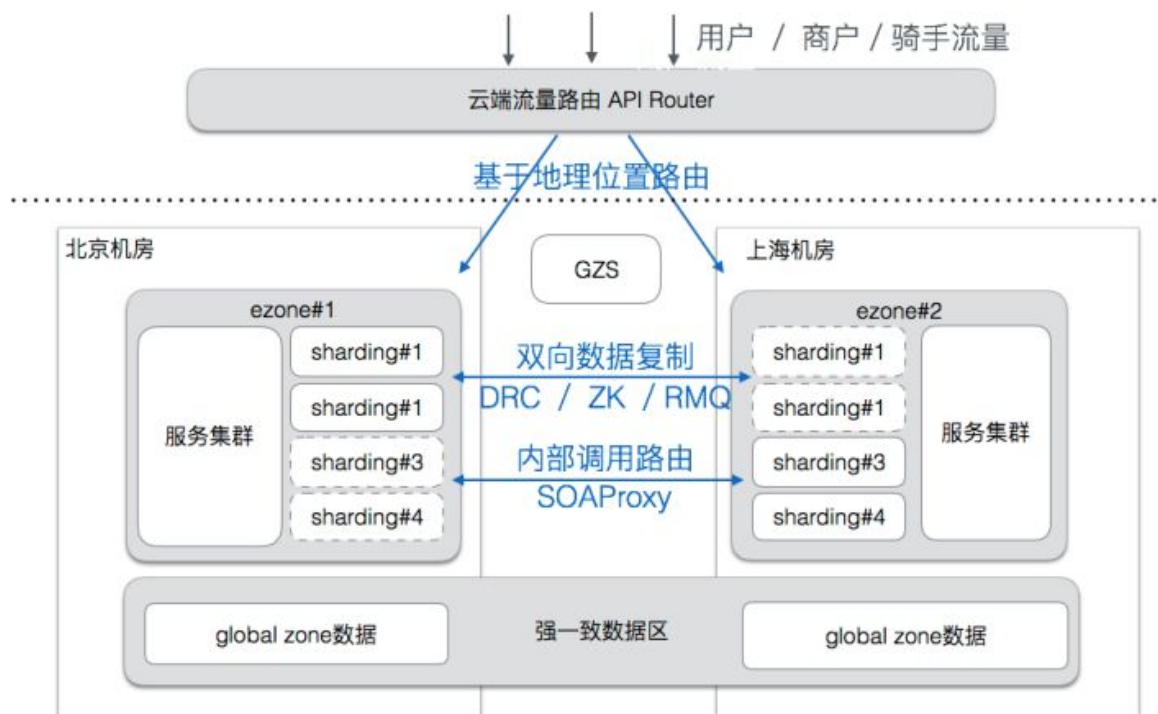 用户 / 商户 / 骑手流量
云端流量路由 API Router
基于地理位置路由
北京机房
GZS
上海机房
ezone#1
服务集群
sharding#1
sharding#1
sharding#3
sharding#4
双向数据复制
DRC / ZK / RMQ
内部调用路由
SOAProxy
ezone#2
sharding#1
sharding#1
sharding#3
sharding#4
服务集群
global zone数据
强一致数据区
global zone数据